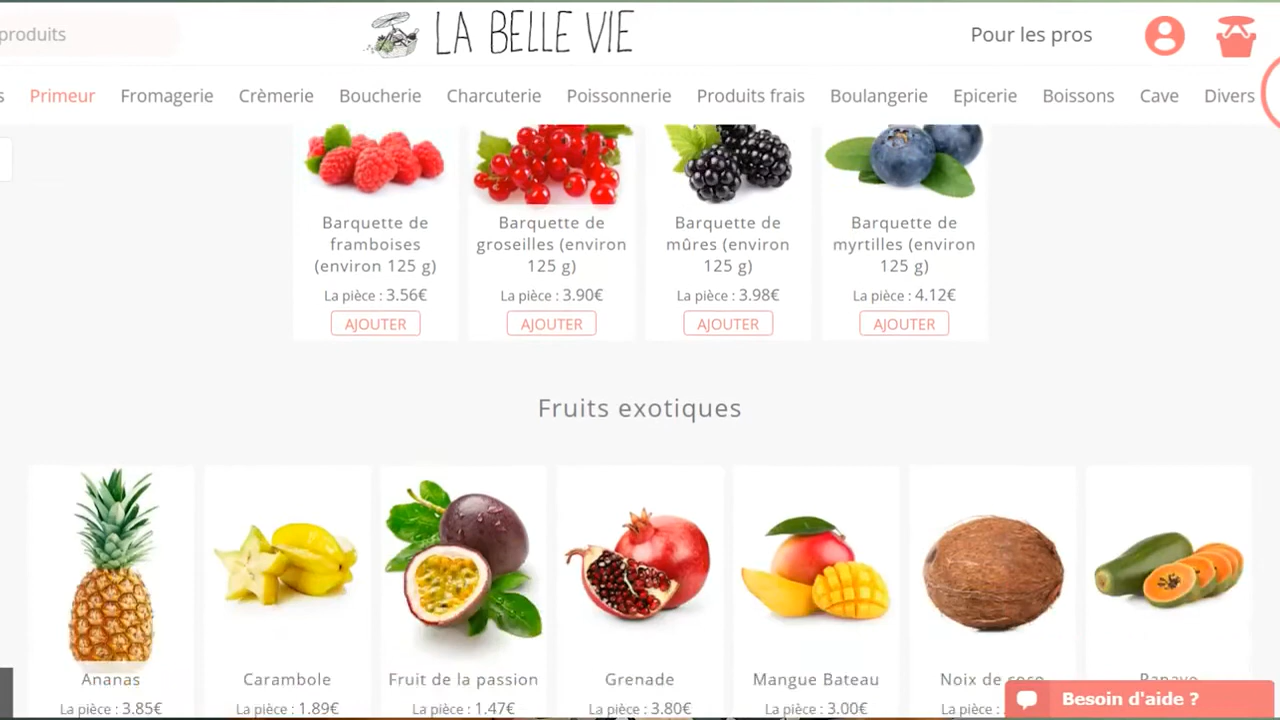 produits
LA BELLE VIE
Pour les pros
s Primeur Fromagerie Crèmerie Boucherie Charcuterie Poissonnerie Produits frais Boulangerie Epicerie Boissons Cave Divers
Barquette de
framboises
(environ 125 g)
La pièce : 3.56€
AJOUTER
Barquette de
groseilles (environ
125 g)
La pièce : 3.90€
AJOUTER
Barquette de
mûres (environ
125 g)
La pièce : 3.98€
AJOUTER
Barquette de
myrtilles (environ
125 g)
La pièce : 4.12€
AJOUTER
Fruits exotiques
Ananas
La pièce : 3.85€
Carambole
La pièce : 1.89€
Fruit de la passion
La pièce : 1.47€
Grenade
La pièce : 3.80€
Mangue Bateau
La pièce : 3.00€
Noix de coco
La pièce :
Papaye
Besoin d'aide ?